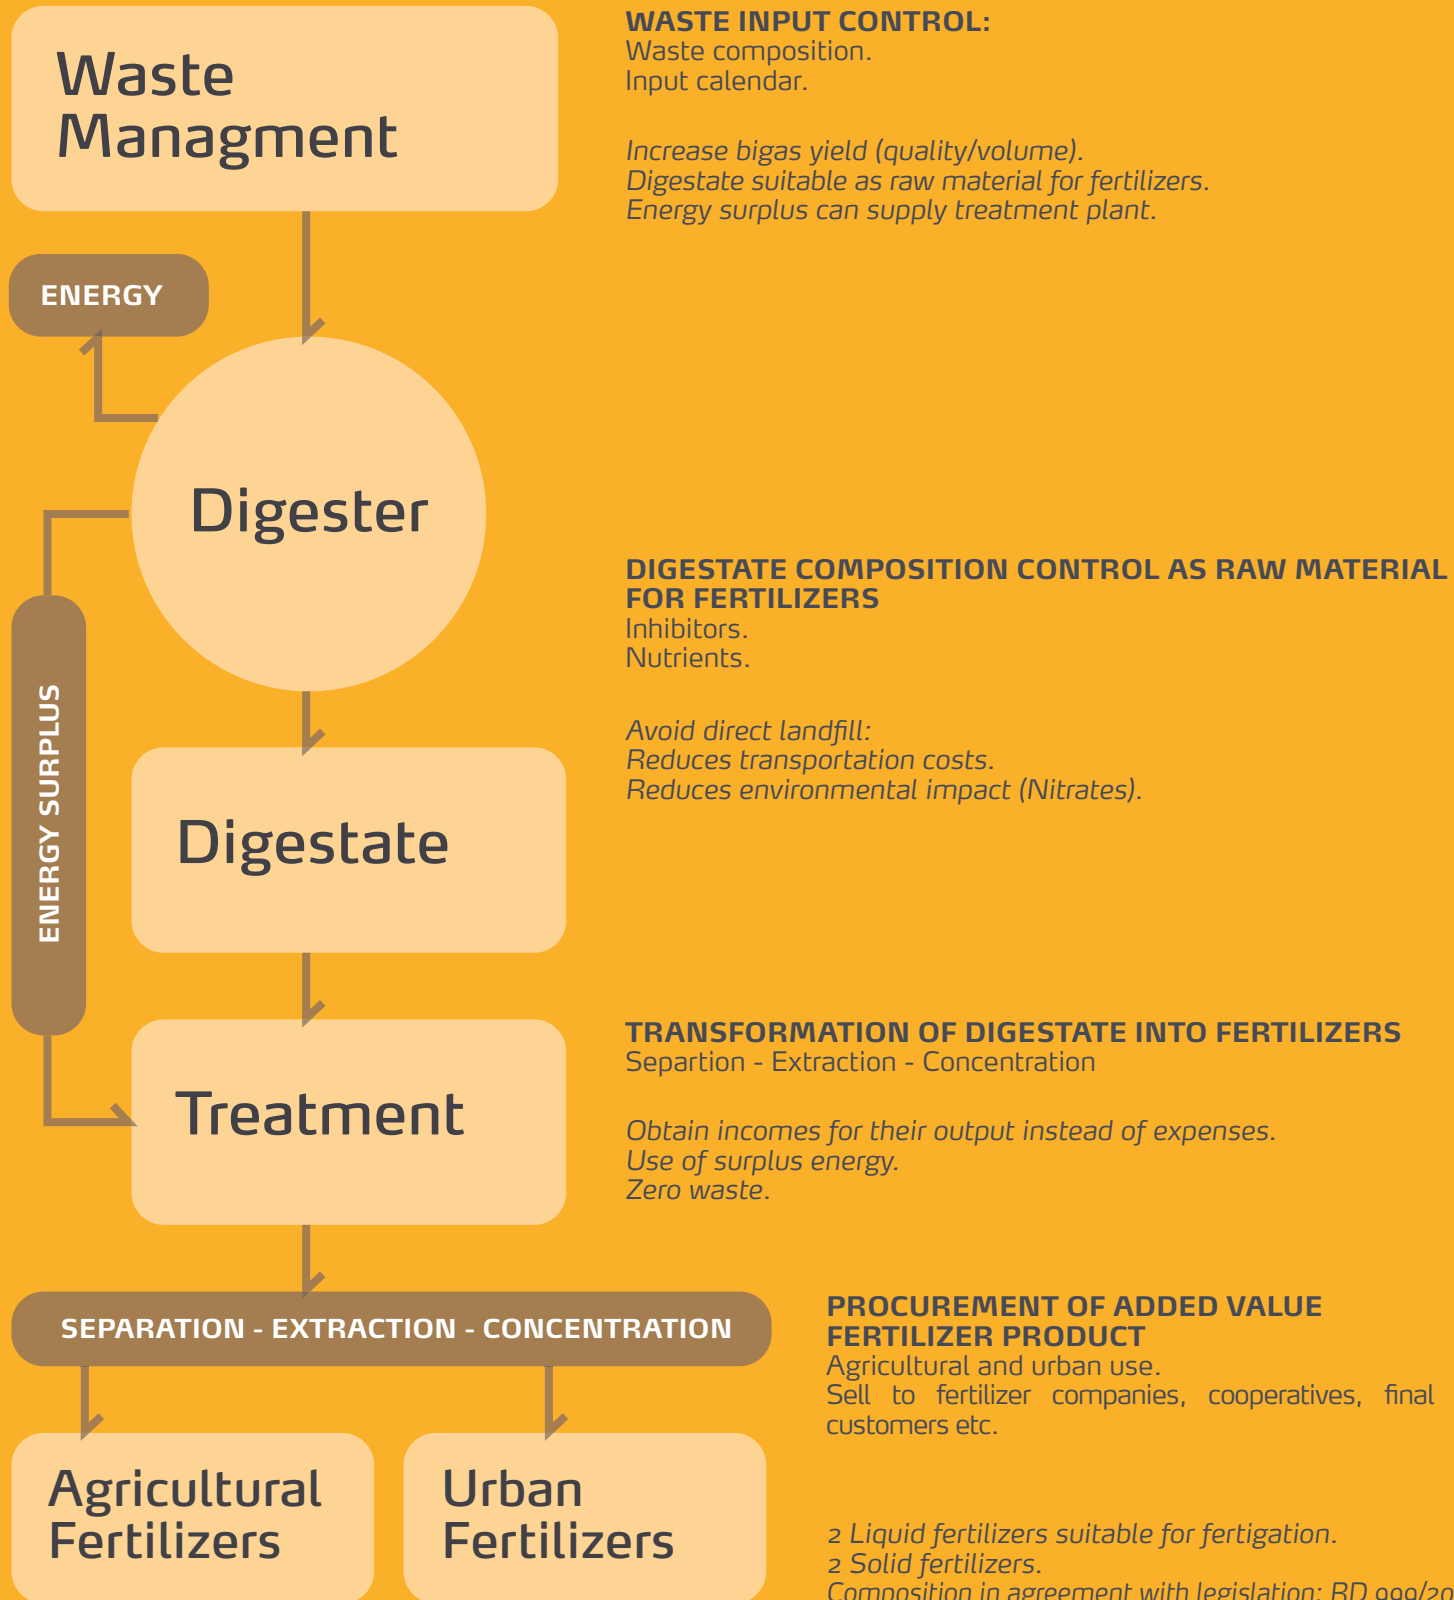 Waste
Managment
WASTE INPUT CONTROL:
Waste composition.
Input calendar.
Increase bigas yield (quality/volume).
Digestate suitable as raw material for fertilizers.
Energy surplus can supply treatment plant.
ENERGY
Digester
ENERGY SURPLUS
DIGESTATE COMPOSITION CONTROL AS RAW MATERIAL
FOR FERTILIZERS
Inhibitors.
Nutrients.
Avoid direct landfill:
Reduces transportation costs.
Reduces environmental impact (Nitrates).
Digestate
TRANSFORMATION OF DIGESTATE INTO FERTILIZERS
Separtion - Extraction - Concentration
Obtain incomes for their output instead of expenses.
Use of surplus energy.
Zero waste.
Treatment
SEPARATION - EXTRACTION - CONCENTRATION
PROCUREMENT OF ADDED VALUE
FERTILIZER PRODUCT
Agricultural and urban use.
Sell to fertilizer companies, cooperatives, final
customers etc.
Agricultural
Fertilizers
Urban
Fertilizers
2 Liquid fertilizers suitable for fertigation.
2 Solid fertilizers.
Composition in agreement with legislation: RD